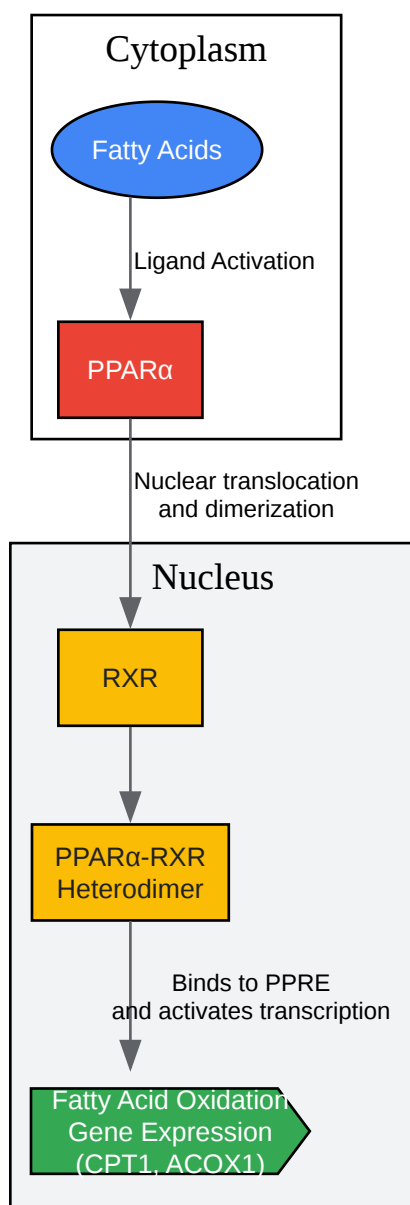 Cytoplasm
Fatty Acids
Ligand Activation
PPARα
Nuclear translocation
and dimerization
Nucleus
RXR
PPARα-RXR
Heterodimer
Binds to PPRE
and activates transcription
Fatty Acid Oxidation
Gene Expression
(CPT1, ACOX1)